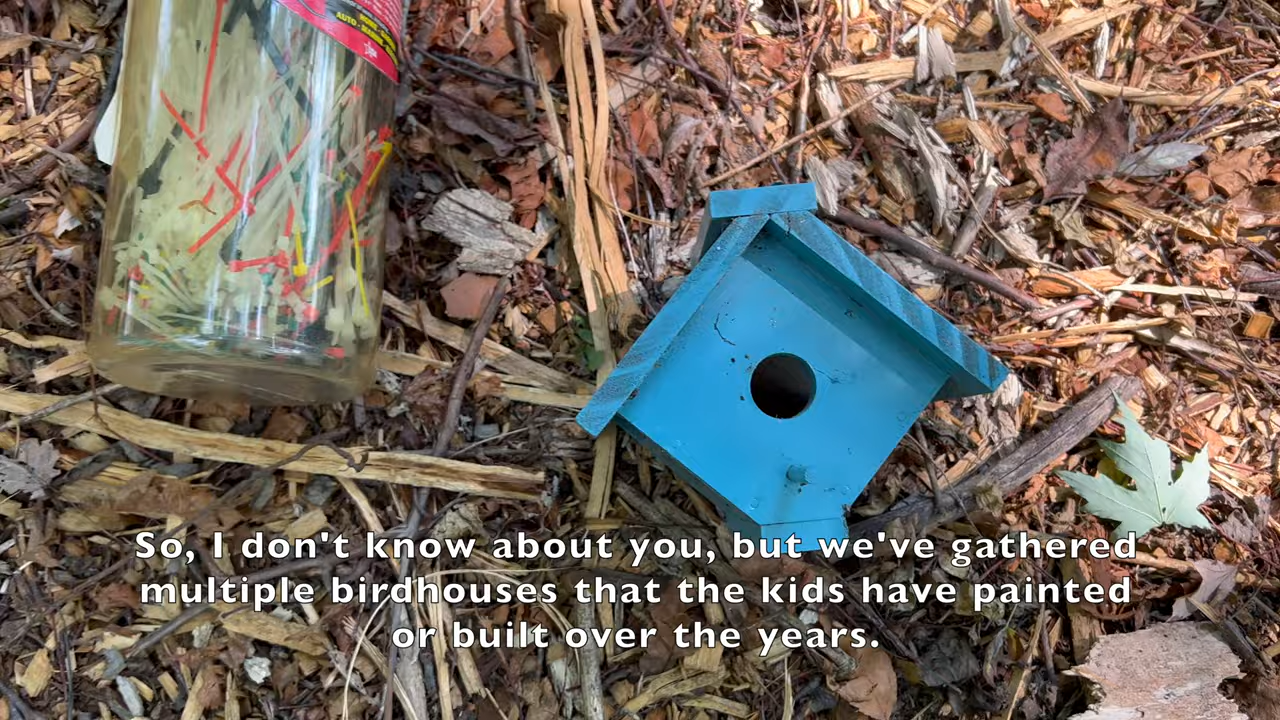 So, I don't know about you, but we've gathered
multiple birdhouses that the kids have painted
or built over the years.